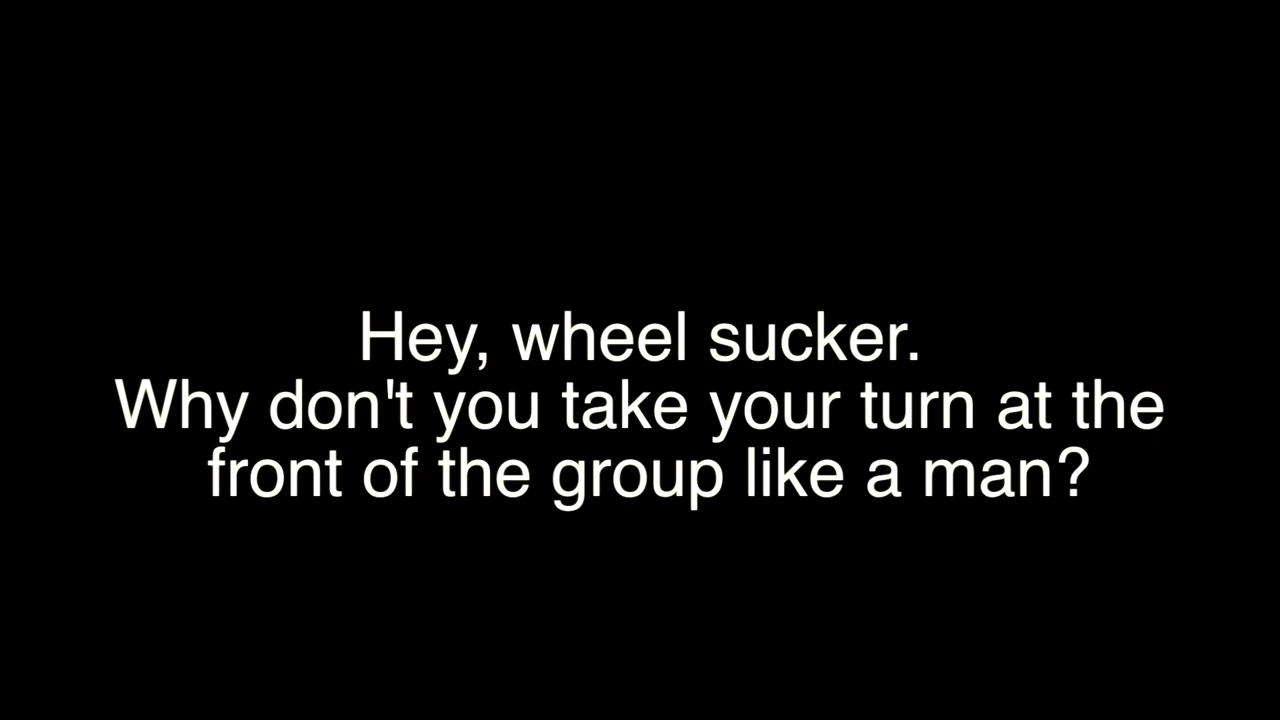 Hey, wheel sucker.
Why don't you take your turn at the
front of the group like a man?